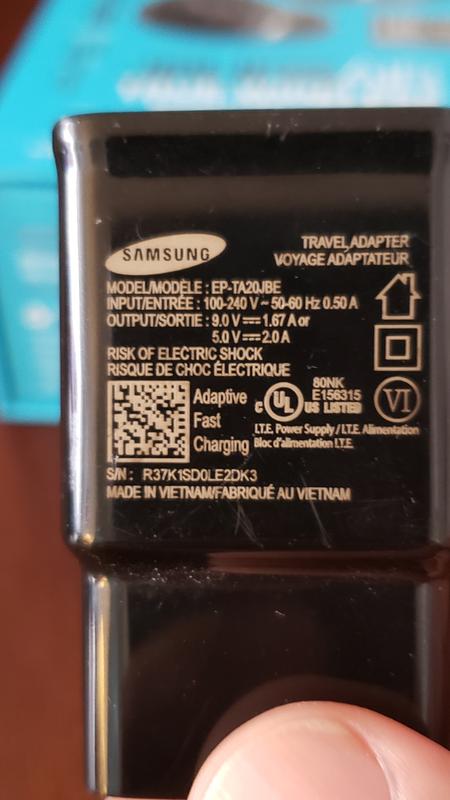 SAMSUNG
TRAVEL ADAPTER
VOYAGE ADAPTATEUR
MODEL/MODÈLE : EP-TA20JBE
INPUT/ENTRÉE : 100-240 V ~ 50-60 Hz 0.50 A
OUTPUT/SORTIE : 9.0 V⎓1.67 A or
5.0 V⎓2.0 A
RISK OF ELECTRIC SHOCK
RISQUE DE CHOC ÉLECTRIQUE
Adaptive
Fast
Charging
c UL US LISTED
80NK
E156315
VI
I.T.E. Power Supply / I.T.E. Alimentation
Bloc d'alimentation I.T.E.
S/N : R37K1SD0LE2DK3
MADE IN VIETNAM/FABRIQUÉ AU VIETNAM